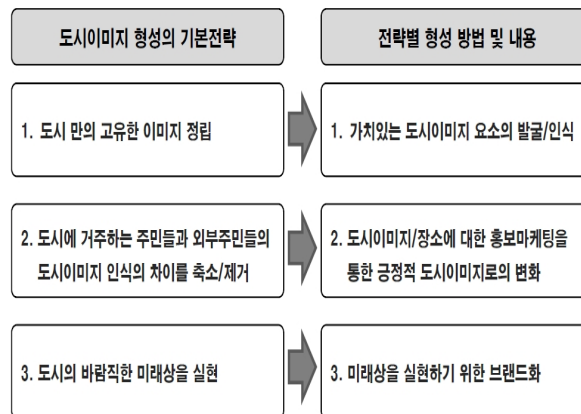 도시이미지 형성의 기본전략
전략별 형성 방법 및 내용
1. 도시 만의 고유한 이미지 정립
1. 가치있는 도시이미지 요소의 발굴/인식
2. 도시에 거주하는 주민들과 외부주민들의
도시이미지 인식의 차이를 축소/제거
2. 도시이미지/장소에 대한 홍보마케팅을
통한 긍정적 도시이미지로의 변화
3. 도시의 바람직한 미래상을 실현
3. 미래상을 실현하기 위한 브랜드화